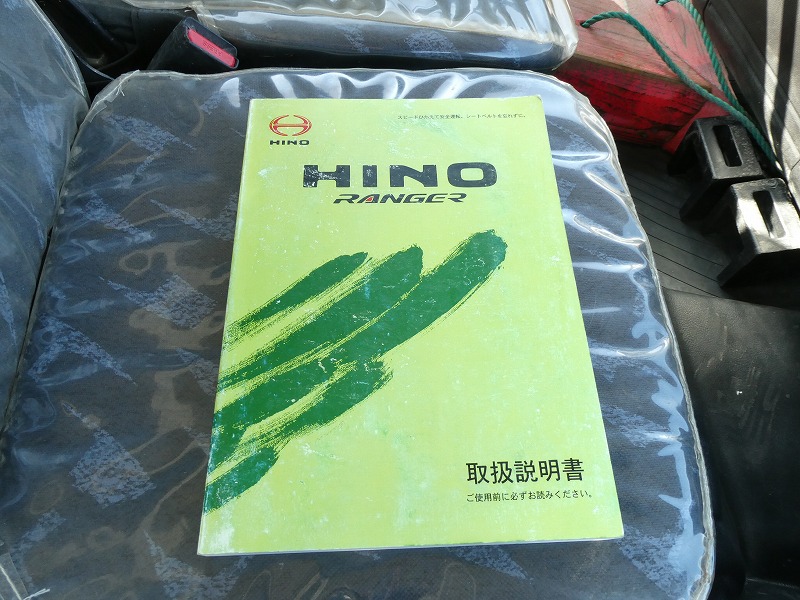 スピードひかえて安全運転、シートベルトを忘れずに。
HINO
HINO
RANGER
取扱説明書
ご使用前に必ずお読みください。